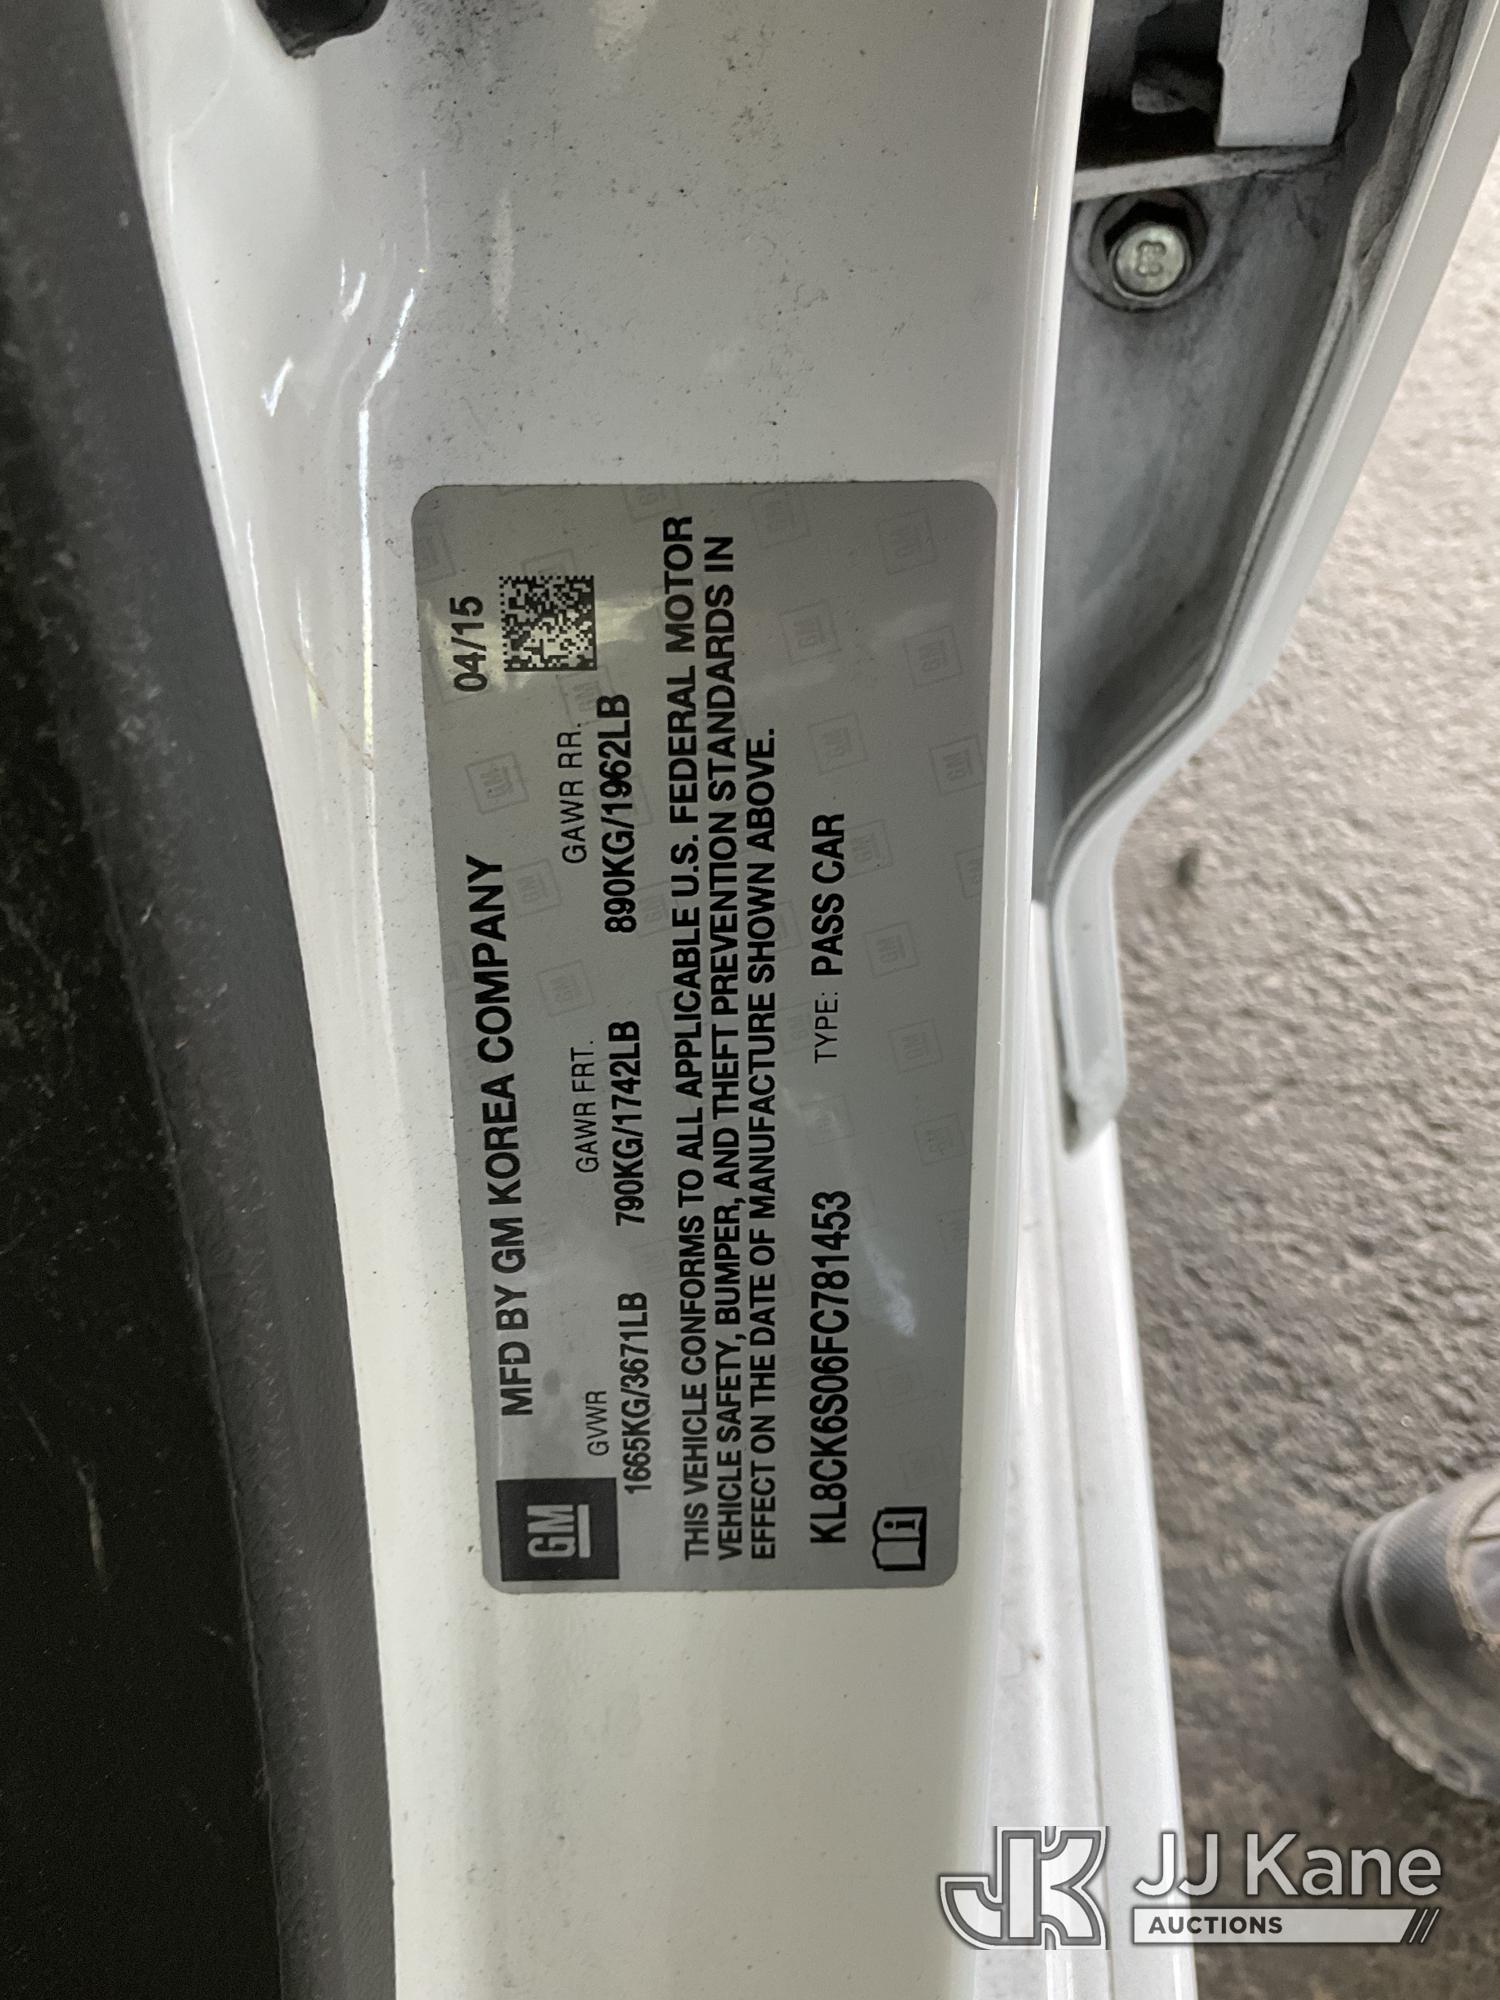 MFD BY GM KOREA COMPANY 04/15
GM
GVWR GAWR FRT. GAWR RR.
1665KG/3671LB 790KG/1742LB 890KG/1962LB
THIS VEHICLE CONFORMS TO ALL APPLICABLE U.S. FEDERAL MOTOR
VEHICLE SAFETY, BUMPER, AND THEFT PREVENTION STANDARDS IN
EFFECT ON THE DATE OF MANUFACTURE SHOWN ABOVE.
KL8CK6S06FC781453 TYPE: PASS CAR
JK JJ Kane
AUCTIONS